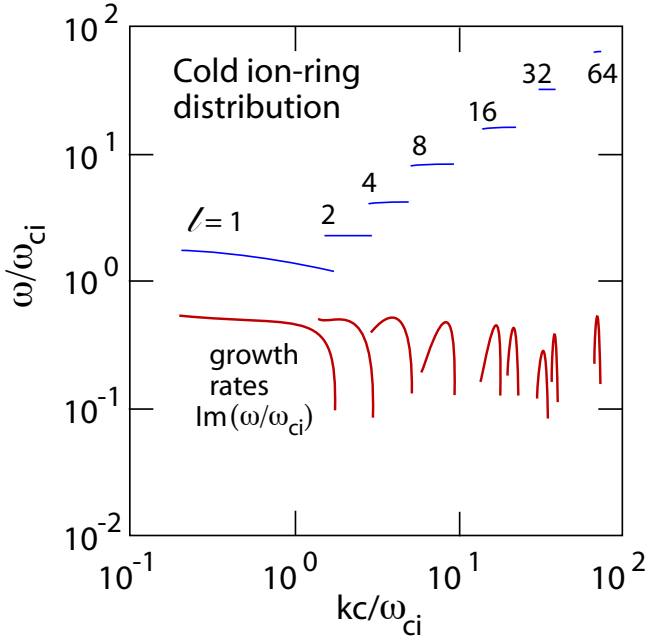 10^2
Cold ion-ring
distribution
32
64
16
10^1
8
4
ℓ = 1
2
ω/ω_ci
10^0
growth
rates
Im(ω/ω_ci)
10^-1
10^-2
10^-1
10^0
10^1
10^2
kc/ω_ci